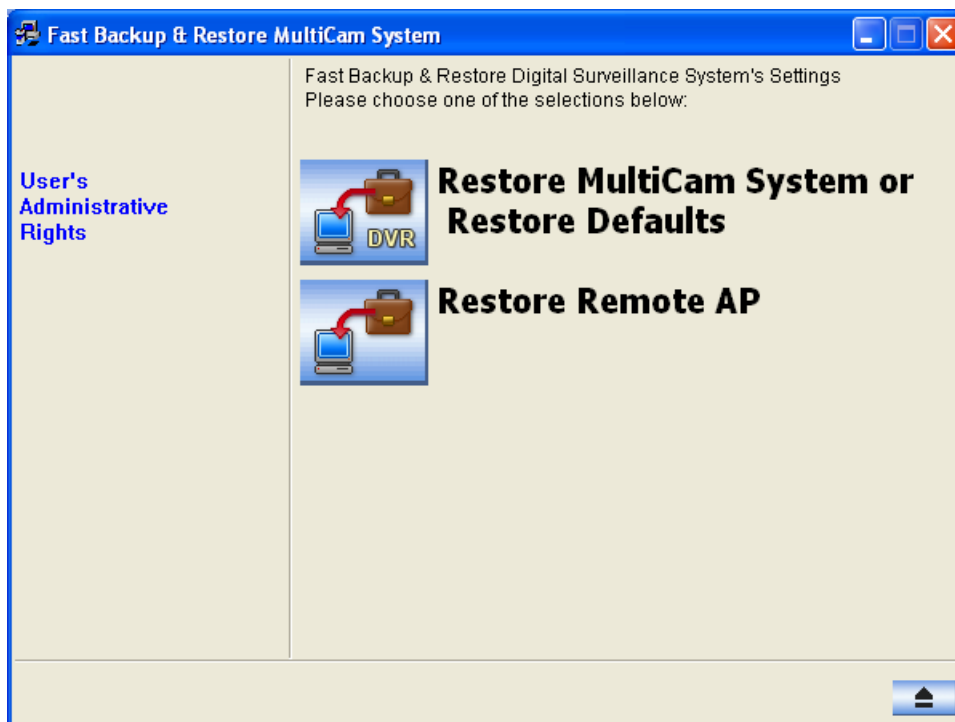 Fast Backup & Restore MultiCam System
Fast Backup & Restore Digital Surveillance System's Settings
Please choose one of the selections below:
User's
Administrative
Rights
DVR
Restore MultiCam System or
Restore Defaults
Restore Remote AP